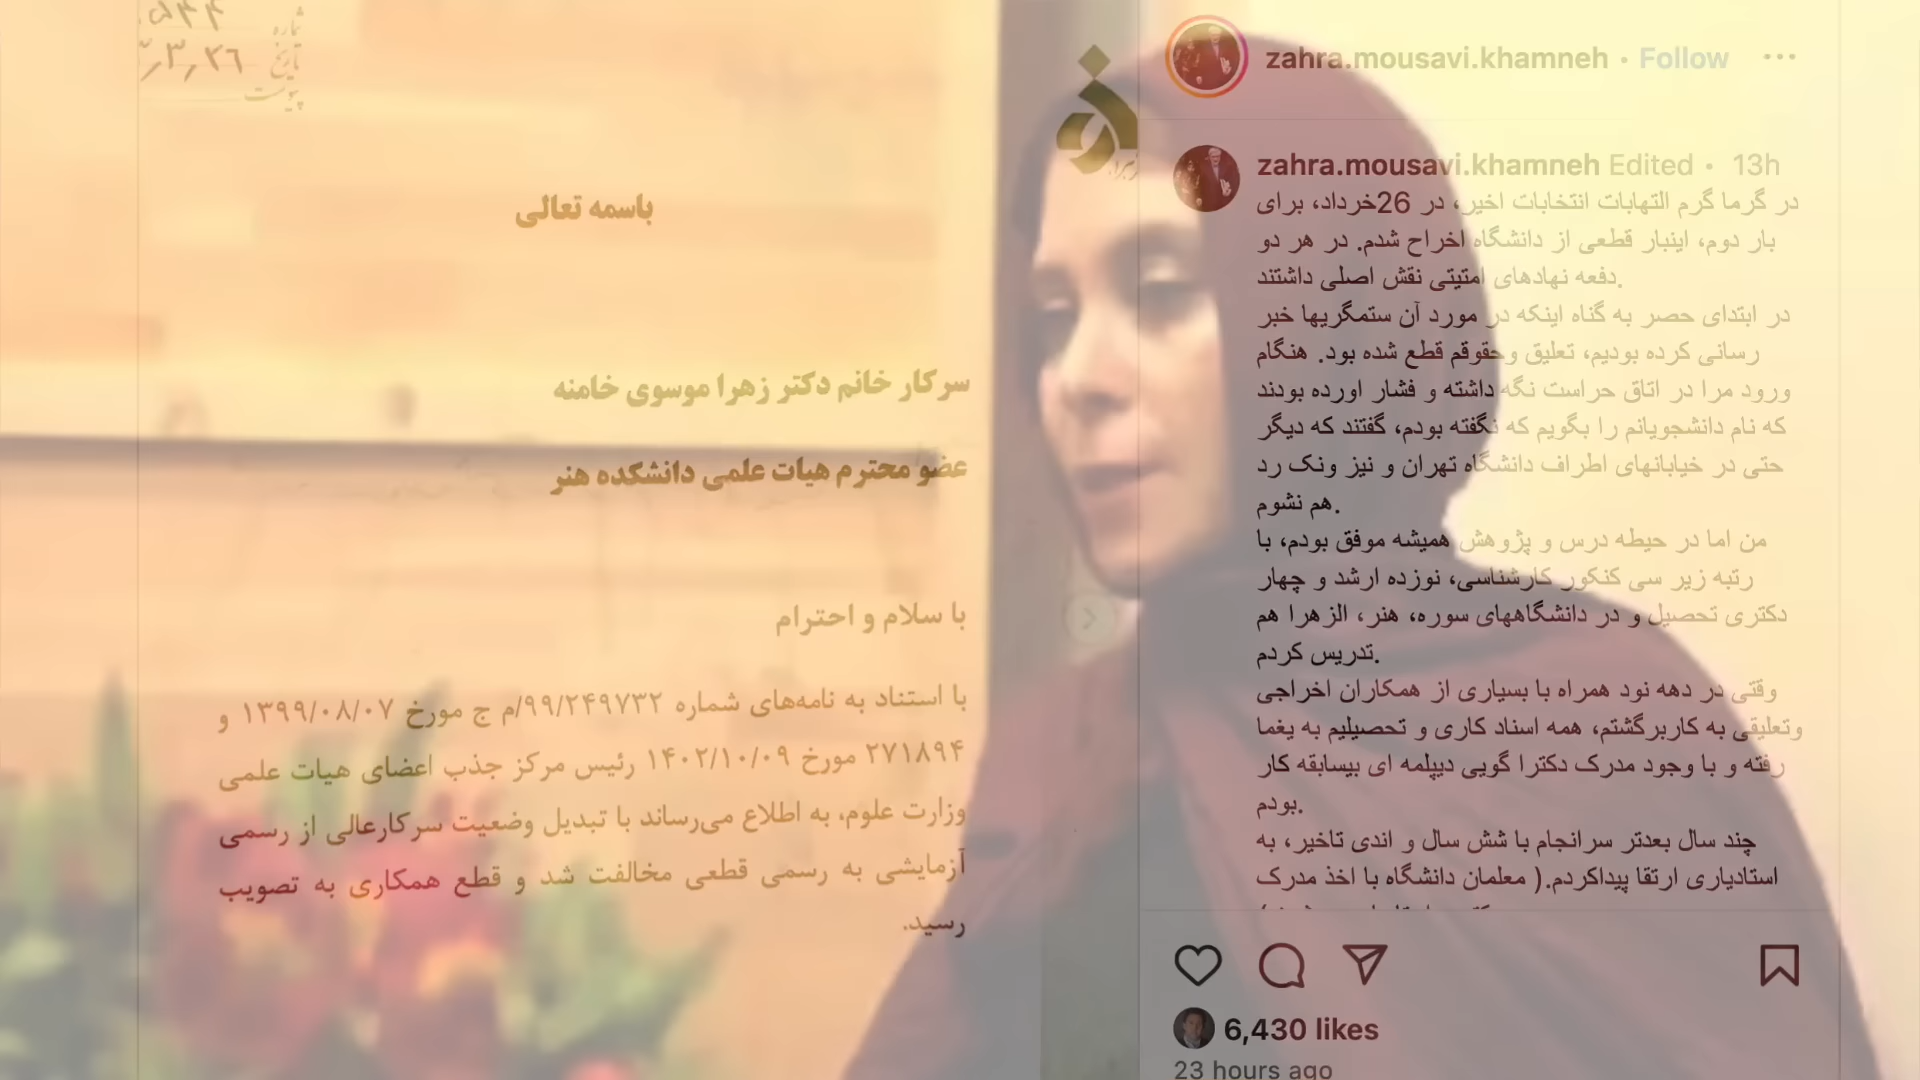 شماره
تاریخ
پیوست
باسمه تعالی
سرکار خانم دکتر زهرا موسوی خامنه
عضو محترم هیات علمی دانشکده هنر
با سلام و احترام
با استناد به نامه‌های شماره ۹۹/۲۴۹۷۳۲/م ج مورخ ۱۳۹۹/۰۸/۰۷ و
۲۷۱۸۹۴ مورخ ۱۴۰۲/۱۰/۰۹ رئیس مرکز جذب اعضای هیات علمی
وزارت علوم، به اطلاع می‌رساند با تبدیل وضعیت سرکارعالی از رسمی
آزمایشی به رسمی قطعی مخالفت شد و قطع همکاری به تصویب
رسید.
zahra.mousavi.khamneh • Follow
zahra.mousavi.khamneh Edited • 13h
در گرما گرم التهابات انتخابات اخیر، در 26خرداد، برای
بار دوم، اینبار قطعی از دانشگاه اخراح شدم. در هر دو
دفعه نهادهای امتیتی نقش اصلی داشتند.
در ابتدای حصر به گناه اینکه در مورد آن ستمگریها خبر
رسانی کرده بودیم، تعلیق وحقوقم قطع شده بود. هنگام
ورود مرا در اتاق حراست نگه داشته و فشار اورده بودند
که نام دانشجویانم را بگویم که نگفته بودم، گفتند که دیگر
حتی در خیابانهای اطراف دانشگاه تهران و نیز ونک رد
هم نشوم.
من اما در حیطه درس و پژوهش همیشه موفق بودم، با
رتبه زیر سی کنکور کارشناسی، نوزده ارشد و چهار
دکتری تحصیل و در دانشگاههای سوره، هنر، الزهرا هم
تدریس کردم.
وقتی در دهه نود همراه با بسیاری از همکاران اخراجی
وتعلیقی به کاربرگشتم، همه اسناد کاری و تحصیلیم به یغما
رفته و با وجود مدرک دکترا گویی دیپلمه ای بیسابقه کار
بودم.
چند سال بعدتر سرانجام با شش سال و اندی تاخیر، به
استادیاری ارتقا پیداکردم.( معلمان دانشگاه با اخذ مدرک
6,430 likes
23 hours ago